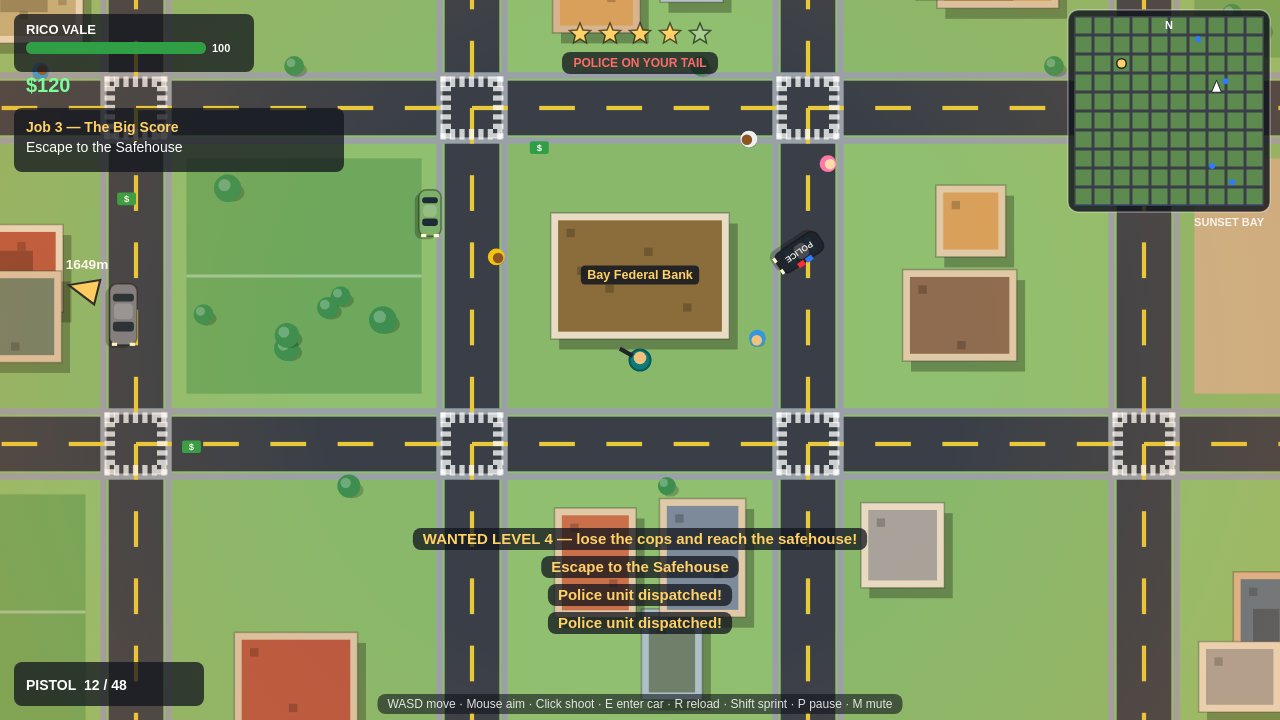 RICO VALE
100
$120
Job 3 — The Big Score
Escape to the Safehouse
POLICE ON YOUR TAIL
N
SUNSET BAY
$
$
$
1649m
Bay Federal Bank
POLICE
WANTED LEVEL 4 — lose the cops and reach the safehouse!
Escape to the Safehouse
Police unit dispatched!
Police unit dispatched!
PISTOL 12 / 48
WASD move · Mouse aim · Click shoot · E enter car · R reload · Shift sprint · P pause · M mute